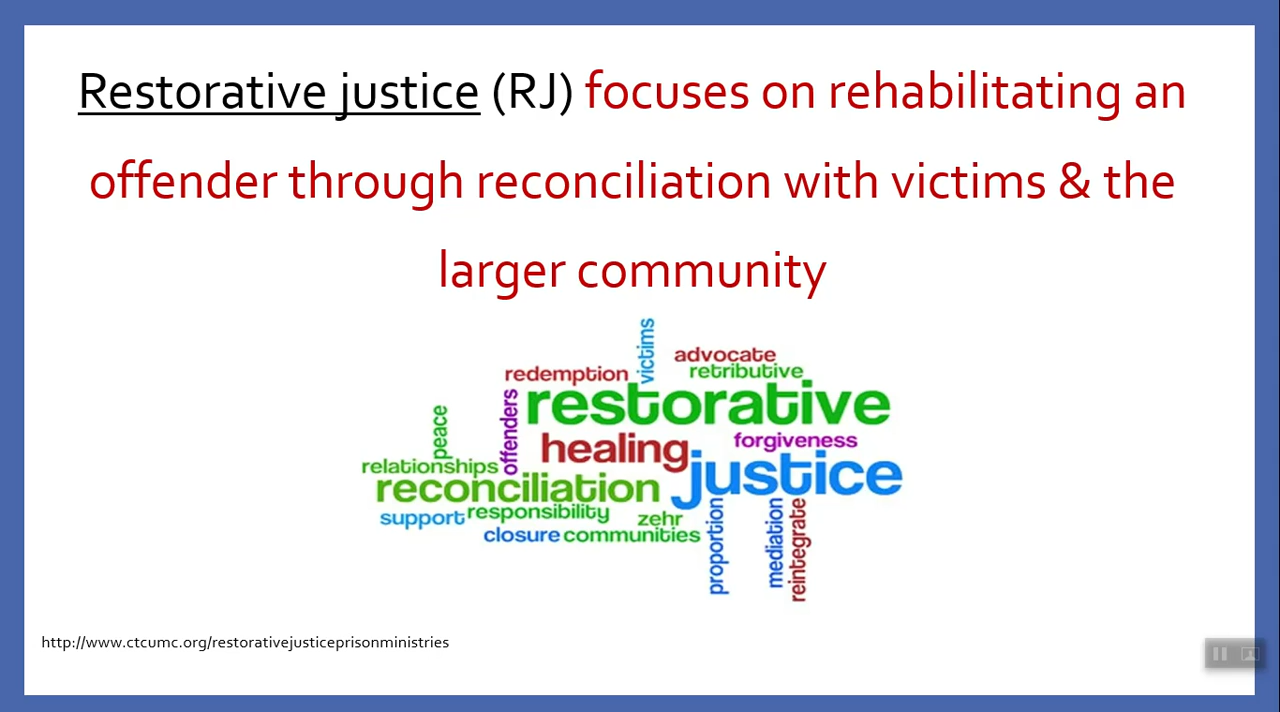 Restorative justice (RJ) focuses on rehabilitating an
offender through reconciliation with victims & the
larger community
victims
advocate
retributive
redemption
offenders
restorative
peace
healing
forgiveness
relationships
justice
reconciliation
support
responsibility
zehr
closure
communities
proportion
mediation
reintegrate
http://www.ctcumc.org/restorativejusticeprisonministries